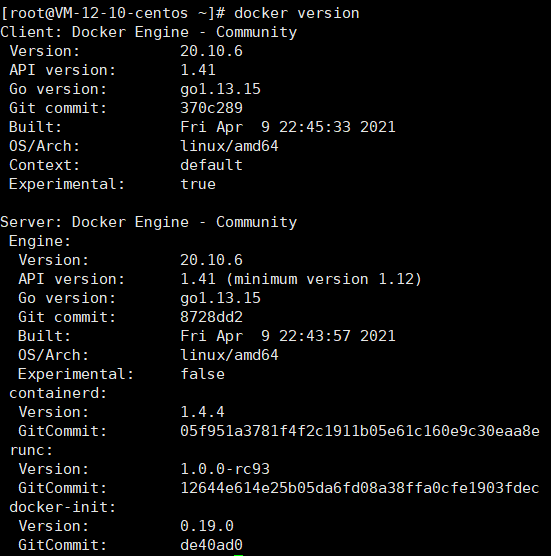 [root@VM-12-10-centos ~]# docker version
Client: Docker Engine - Community
 Version:           20.10.6
 API version:       1.41
 Go version:        go1.13.15
 Git commit:        370c289
 Built:             Fri Apr  9 22:45:33 2021
 OS/Arch:           linux/amd64
 Context:           default
 Experimental:      true

Server: Docker Engine - Community
 Engine:
  Version:          20.10.6
  API version:      1.41 (minimum version 1.12)
  Go version:       go1.13.15
  Git commit:       8728dd2
  Built:            Fri Apr  9 22:43:57 2021
  OS/Arch:          linux/amd64
  Experimental:     false
 containerd:
  Version:          1.4.4
  GitCommit:        05f951a3781f4f2c1911b05e61c160e9c30eaa8e
 runc:
  Version:          1.0.0-rc93
  GitCommit:        12644e614e25b05da6fd08a38ffa0cfe1903fdec
 docker-init:
  Version:          0.19.0
  GitCommit:        de40ad0